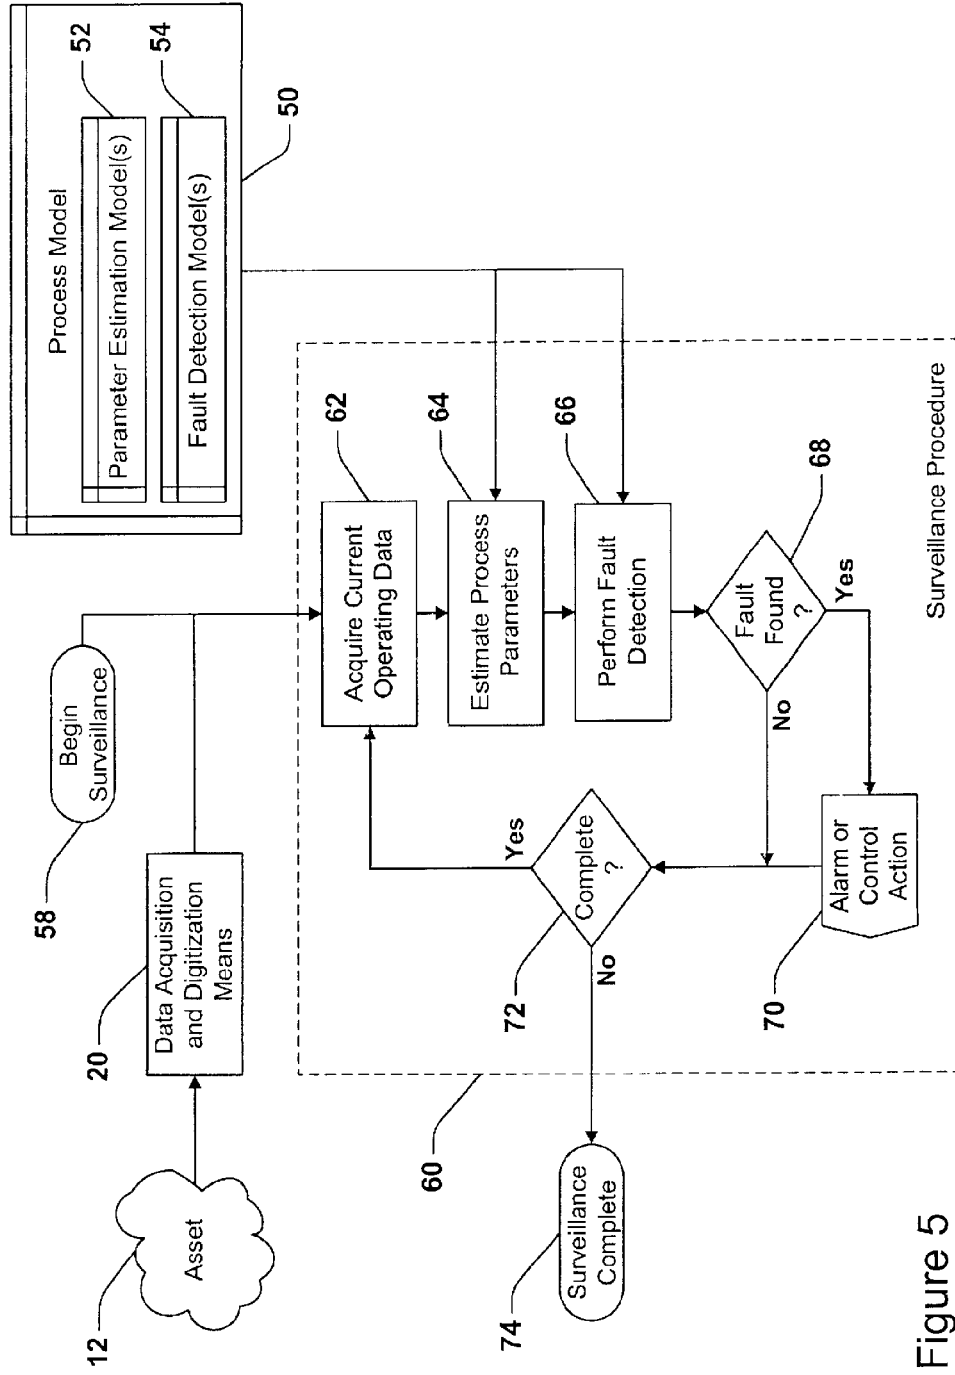 Process Model
52
Parameter Estimation Model(s)
54
Fault Detection Model(s)
50
58
Begin
Surveillance
12
Asset
20
Data Acquisition
and Digitization
Means
62
Acquire Current
Operating Data
64
Estimate Process
Parameters
66
Perform Fault
Detection
68
Fault
Found
?
Yes
No
70
Alarm or
Control
Action
72
Complete
?
Yes
No
60
74
Surveillance
Complete
Surveillance Procedure
Figure 5